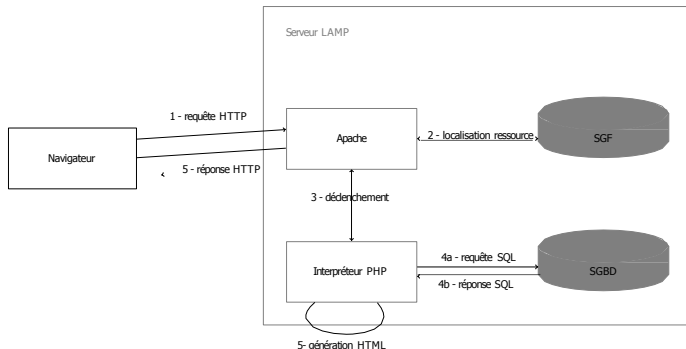 Serveur LAMP
1 - requête HTTP
Apache
2 - localisation ressource
SGF
Navigateur
5 - réponse HTTP
3 - déclenchement
4a - requête SQL
Interpréteur PHP
SGBD
4b - réponse SQL
5- génération HTML